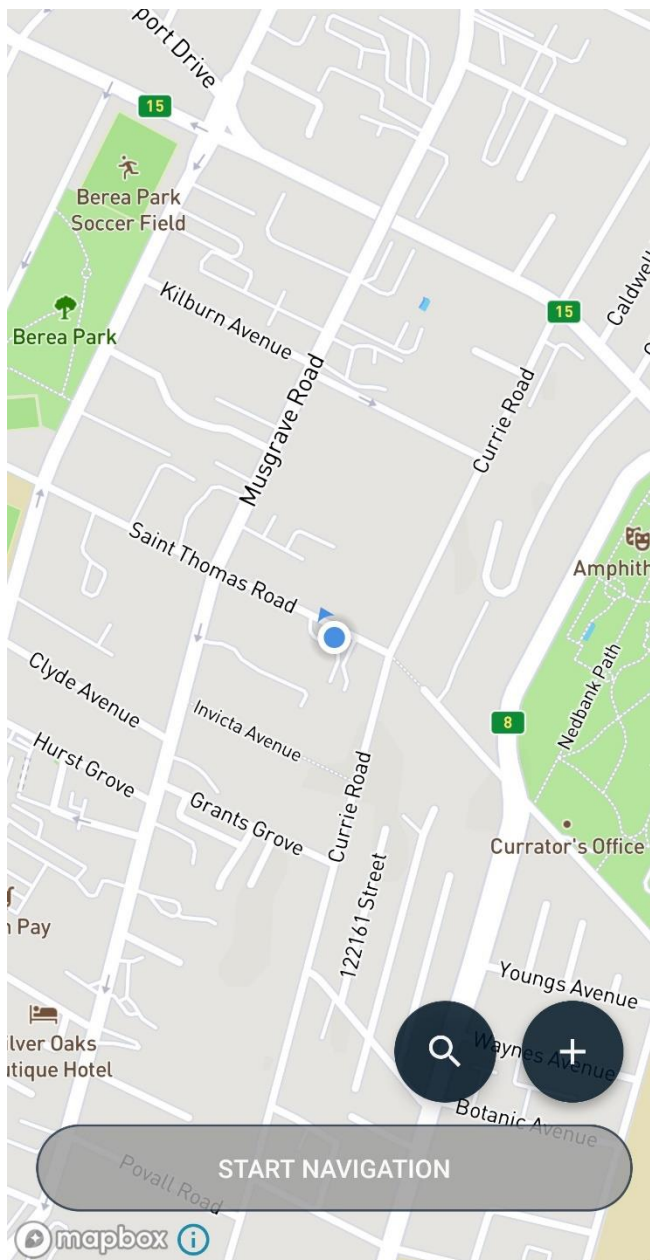 port Drive
15
Berea Park
Soccer Field
Kilburn Avenue
15
Caldwell
Berea Park
Musgrave Road
Currie Road
Saint Thomas Road
Amphith
Nedbank Path
Clyde Avenue
Invicta Avenue
8
Hurst Grove
Grants Grove
Currie Road
Currator's Office
122161 Street
n Pay
Youngs Avenue
ilver Oaks
utique Hotel
Waynes Avenue
Botanic Avenue
START NAVIGATION
Povall Road
mapbox
i